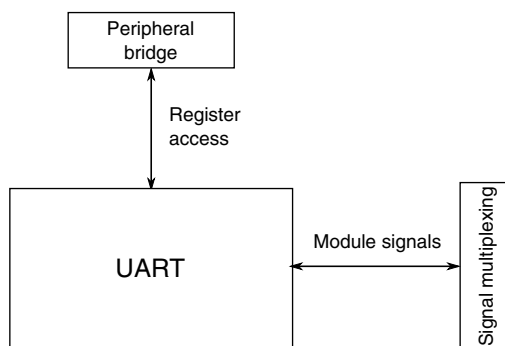 Peripheral
bridge
Register
access
UART
Module signals
Signal multiplexing